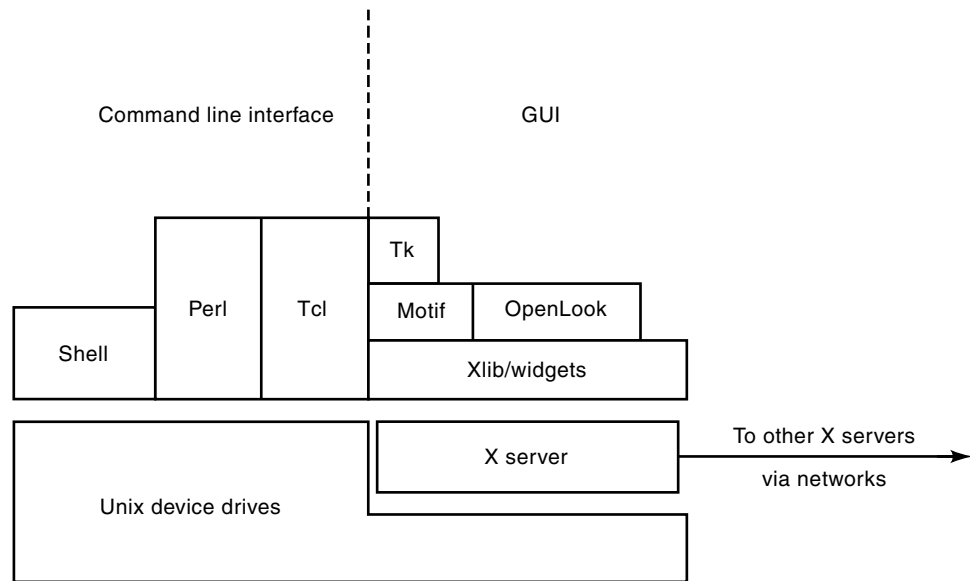 Command line interface
GUI
Tk
Perl
Tcl
Motif
OpenLook
Shell
Xlib/widgets
To other X servers
X server
via networks
Unix device drives